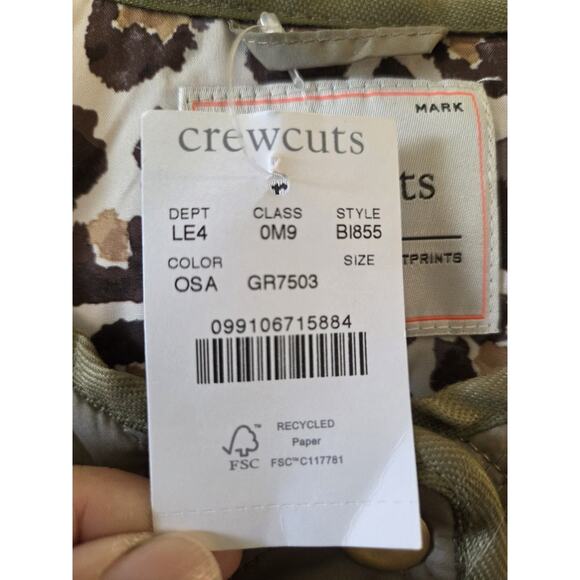 crewcuts
DEPT CLASS STYLE
LE4 0M9 BI855
COLOR SIZE
OSA GR7503
099106715884
RECYCLED
Paper
FSC™ C117781
FSC
MARK
ts
TPRINTS